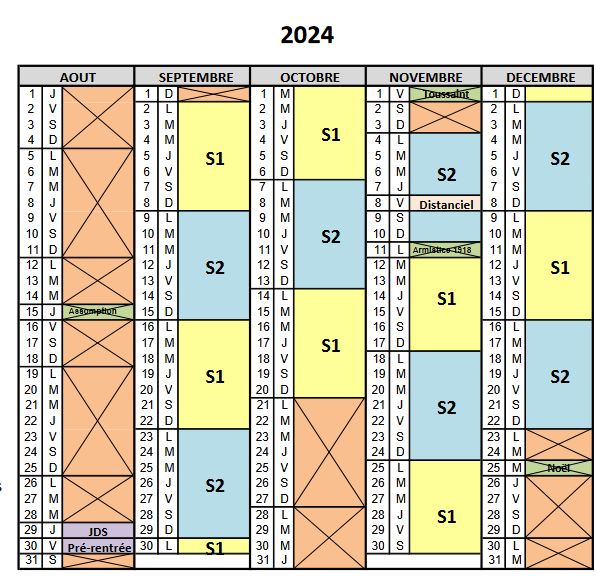 2024
AOUT SEPTEMBRE OCTOBRE NOVEMBRE DECEMBRE
1 J 1 D 1 M 1 V Toussaint 1 D
2 V 2 L 2 M 2 S 2 L
3 S 3 M 3 J 3 D 3 M
4 D 4 M 4 V S1 4 L 4 M
5 L 5 J S1 5 S 5 M 5 J S2
6 M 6 V 6 D 6 M S2 6 V
7 M 7 S 7 L 7 J 7 S
8 J 8 D 8 M 8 V Distanciel 8 D
9 V 9 L 9 M 9 S 9 L
10 S 10 M 10 J S2 10 D 10 M
11 D 11 M 11 V 11 L Armistice 1918 11 M
12 L 12 J S2 12 S 12 M 12 J S1
13 M 13 V 13 D 13 M 13 V
14 M 14 S 14 L 14 J S1 14 S
15 J Assomption 15 D 15 M 15 V 15 D
16 V 16 L 16 M 16 S 16 L
17 S 17 M 17 J S1 17 D 17 M
18 D 18 M 18 V 18 L 18 M
19 L 19 J S1 19 S 19 M 19 J S2
20 M 20 V 20 D 20 M 20 V
21 M 21 S 21 L 21 J S2 21 S
22 J 22 D 22 M 22 V 22 D
23 V 23 L 23 M 23 S 23 L
24 S 24 M 24 J 24 D 24 M
25 D 25 M 25 V 25 L 25 M Noël
26 L 26 J S2 26 S 26 M 26 J
27 M 27 V 27 D 27 M 27 V
28 M 28 S 28 L 28 J S1 28 S
29 J JDS 29 D 29 M 29 V 29 D
30 V Pré-rentrée 30 L S1 30 M 30 S 30 L
31 S 31 J 31 M